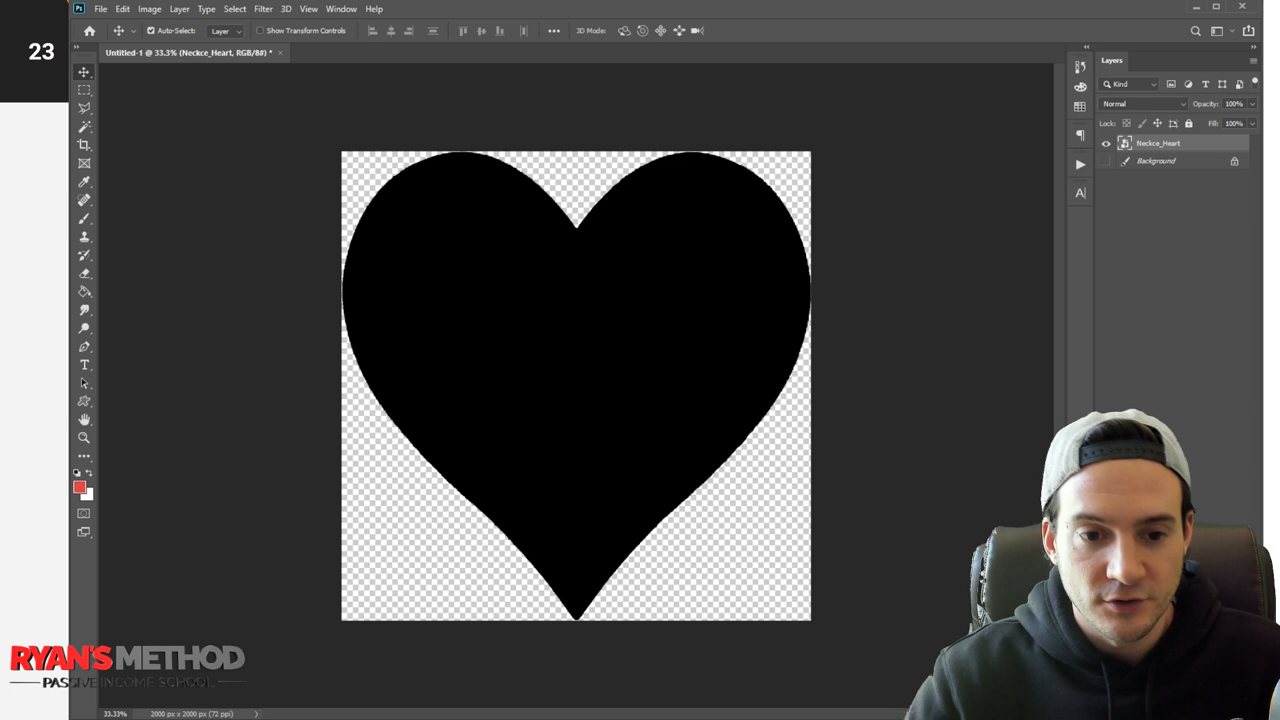 23
Ps File Edit Image Layer Type Select Filter 3D View Window Help
Auto-Select: Layer Show Transform Controls ••• 3D Mode:
Untitled-1 @ 33.3% (Neckce_Heart, RGB/8#) * ×
Layers
Kind
Normal Opacity: 100%
Lock: Fill: 100%
Neckce_Heart
Background
RYAN'S METHOD
PASSIVE INCOME SCHOOL
33.33% 2000 px x 2000 px (72 ppi)